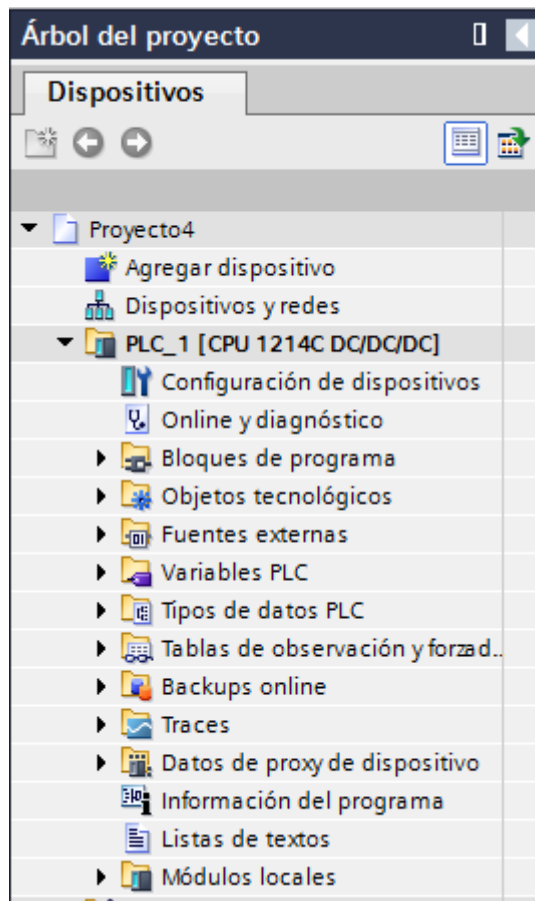 Árbol del proyecto
Dispositivos
Proyecto4
Agregar dispositivo
Dispositivos y redes
PLC_1 [CPU 1214C DC/DC/DC]
Configuración de dispositivos
Online y diagnóstico
Bloques de programa
Objetos tecnológicos
Fuentes externas
Variables PLC
Tipos de datos PLC
Tablas de observación y forzad..
Backups online
Traces
Datos de proxy de dispositivo
Información del programa
Listas de textos
Módulos locales